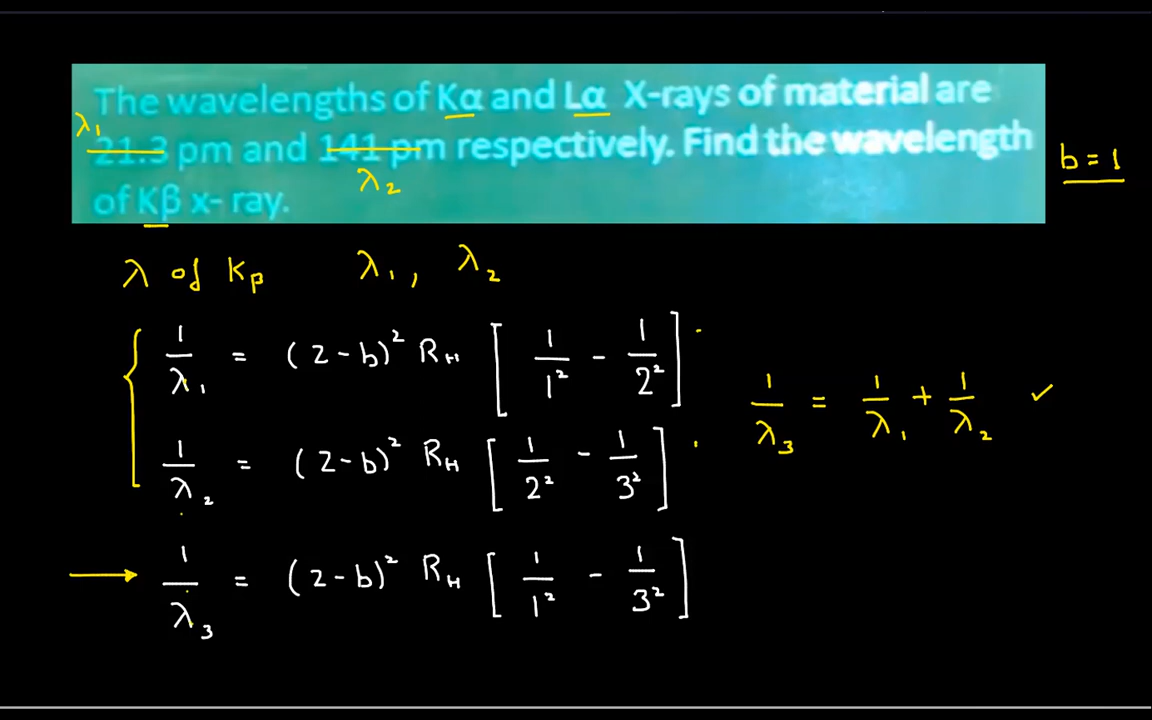 The wavelengths of Kα and Lα X-rays of material are
λ₁
21.3 pm and 141 pm respectively. Find the wavelength
b = 1
λ₂
of Kβ x- ray.
λ of Kβ λ₁, λ₂
1/λ₁ = (z-b)² R_H [1/1² - 1/2²]
1/λ₃ = 1/λ₁ + 1/λ₂ ✓
1/λ₂ = (z-b)² R_H [1/2² - 1/3²]
1/λ₃ = (z-b)² R_H [1/1² - 1/3²]